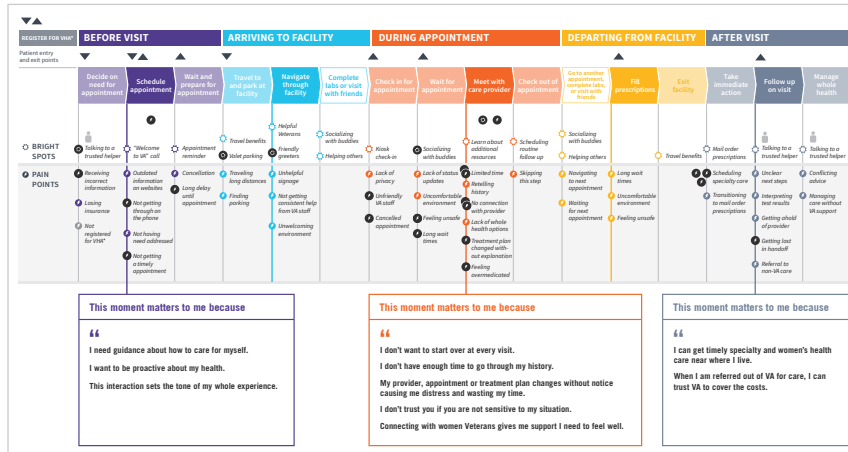 REGISTER FOR VHA*
BEFORE VISIT
ARRIVING TO FACILITY
DURING APPOINTMENT
DEPARTING FROM FACILITY
AFTER VISIT
Patient entry
and exit points
Decide on
need for
appointment
Schedule
appointment
Wait and
prepare for
appointment
Travel to
and park at
facility
Navigate
through
facility
Complete
labs or visit
with friends
Check in for
appointment
Wait for
appointment
Meet with
care provider
Check out of
appointment
Go to another
appointment,
complete labs,
or visit with
friends
Fill
prescriptions
Exit
facility
Take
immediate
action
Follow up
on visit
Manage
whole
health
BRIGHT
SPOTS
Talking to a
trusted helper
"Welcome
to VA" call
Appointment
reminder
Travel benefits
Valet parking
Helpful
Veterans
Friendly
greeters
Socializing
with buddies
Helping others
Kiosk
check-in
Socializing
with buddies
Learn about
additional
resources
Scheduling
routine
follow up
Socializing
with buddies
Helping others
Travel benefits
Mail order
prescriptions
Talking to a
trusted helper
Talking to a
trusted helper
PAIN
POINTS
Receiving
incorrect
information
Losing
insurance
Not
registered
for VHA*
Outdated
information
on websites
Not getting
through on
the phone
Not having
need addressed
Not getting
a timely
appointment
Cancellation
Long delay
until
appointment
Traveling
long distances
Finding
parking
Unhelpful
signage
Not getting
consistent help
from VA staff
Unwelcoming
environment
Lack of
privacy
Unfriendly
VA staff
Cancelled
appointment
Lack of status
updates
Uncomfortable
environment
Feeling unsafe
Long wait
times
Limited time
Retelling
history
No connection
with provider
Lack of whole
health options
Treatment plan
changed with-
out explanation
Feeling
overmedicated
Skipping
this step
Navigating
to next
appointment
Waiting
for next
appointment
Long wait
times
Uncomfortable
environment
Feeling unsafe
Scheduling
specialty care
Transitioning
to mail order
prescriptions
Unclear
next steps
Interpreting
test results
Getting ahold
of provider
Getting lost
in handoff
Referral to
non-VA care
Conflicting
advice
Managing
care without
VA support
This moment matters to me because
“
I need guidance about how to care for myself.
I want to be proactive about my health.
This interaction sets the tone of my whole experience.
This moment matters to me because
“
I don't want to start over at every visit.
I don't have enough time to go through my history.
My provider, appointment or treatment plan changes without notice
causing me distress and wasting my time.
I don't trust you if you are not sensitive to my situation.
Connecting with women Veterans gives me support I need to feel well.
This moment matters to me because
“
I can get timely specialty and women's health
care near where I live.
When I am referred out of VA for care, I can
trust VA to cover the costs.